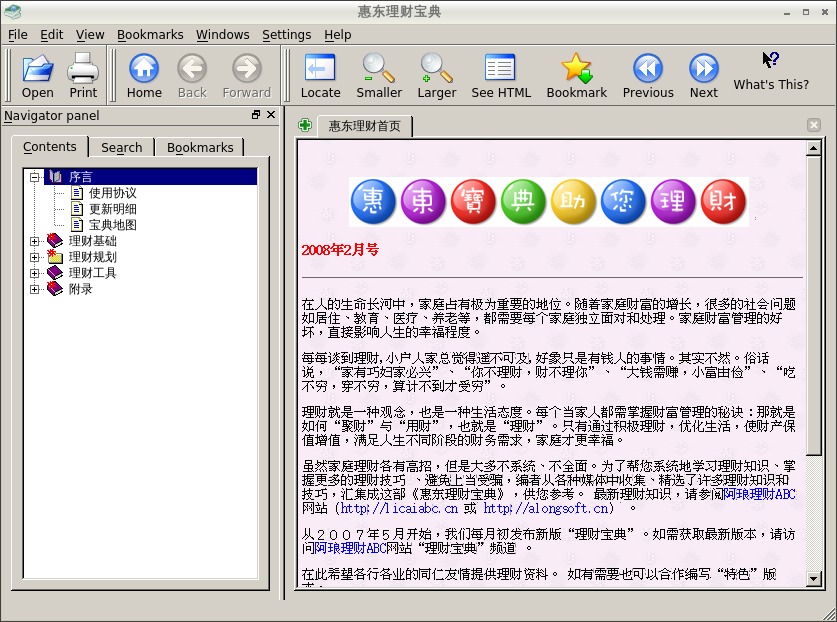 惠东理财宝典
File Edit View Bookmarks Windows Settings Help
Open Print Home Back Forward Locate Smaller Larger See HTML Bookmark Previous Next What's This?
Navigator panel
惠东理财首页
Contents Search Bookmarks
序言
使用协议
更新明细
宝典地图
理财基础
理财规划
理财工具
附录
惠東寶典助您理財
2008年2月号
在人的生命长河中，家庭占有极为重要的地位。随着家庭财富的增长，很多的社会问题
如居住、教育、医疗、养老等，都需要每个家庭独立面对和处理。家庭财富管理的好
坏，直接影响人生的幸福程度。
每每谈到理财,小户人家总觉得遥不可及,好象只是有钱人的事情。其实不然。俗话
说，“家有巧妇家必兴”、“你不理财，财不理你”、“大钱需赚，小富由俭”、“吃
不穷，穿不穷，算计不到才受穷”。
理财就是一种观念，也是一种生活态度。每个当家人都需掌握财富管理的秘诀：那就是
如何“聚财”与“用财”，也就是“理财”。只有通过积极理财，优化生活，使财产保
值增值，满足人生不同阶段的财务需求，家庭才更幸福。
虽然家庭理财各有高招，但是大多不系统、不全面。为了帮您系统地学习理财知识、掌
握更多的理财技巧 、避免上当受骗，编者从各种媒体中收集、精选了许多理财知识和
技巧，汇集成这部《惠东理财宝典》，供您参考。 最新理财知识，请参阅阿琅理财ABC
网站（http://licaiabc.cn 或 http://alongsoft.cn） 。
从２００７年５月开始，我们每月初发布新版“理财宝典”。如需获取最新版本，请访
问阿琅理财ABC网站“理财宝典”频道 。
在此希望各行各业的同仁友情提供理财资料。 如有需要也可以合作编写“特色”版